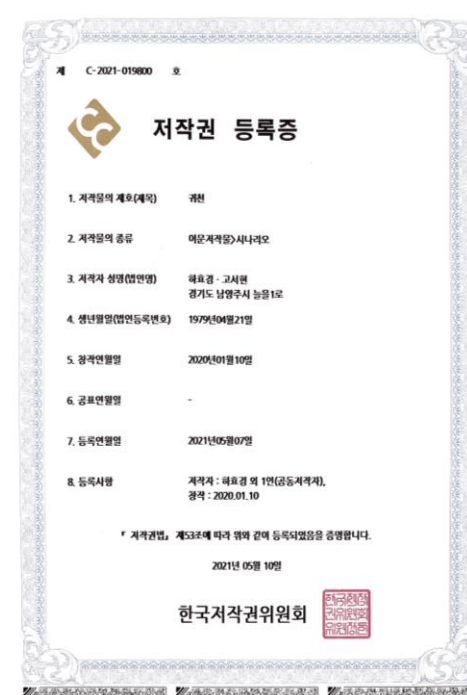 제 C-2021-019800 호
저작권 등록증
1. 저작물의 제호(제목) 귀천
2. 저작물의 종류 어문저작물>시나리오
3. 저작자 성명(법인명) 하효경 · 고서현
경기도 남양주시 늘을1로
4. 생년월일(법인등록번호) 1979년04월21일
5. 창작연월일 2020년01월10일
6. 공표연월일 -
7. 등록연월일 2021년05월07일
8. 등록사항 저작자 : 하효경 외 1인(공동저작자),
창작 : 2020.01.10
『 저작권법』 제53조에 따라 위와 같이 등록되었음을 증명합니다.
2021년 05월 10일
한국저작권위원회